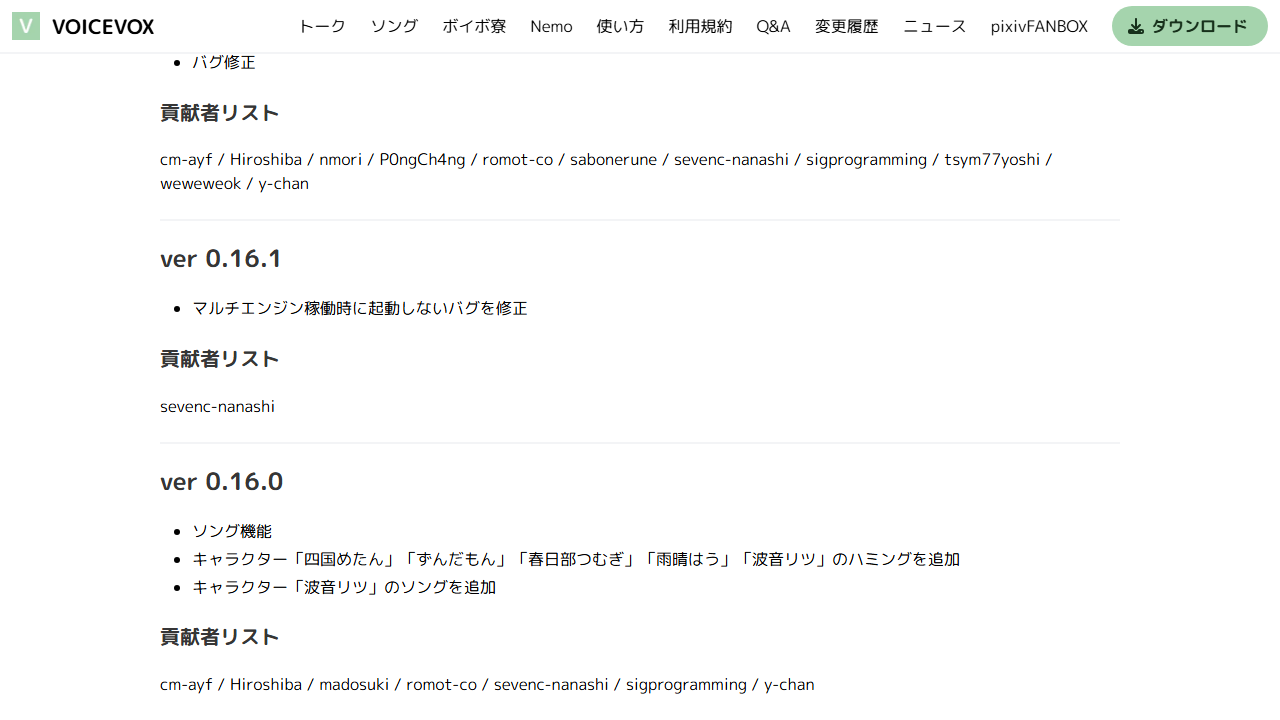 V VOICEVOX トーク ソング ボイボ寮 Nemo 使い方 利用規約 Q&A 変更履歴 ニュース pixivFANBOX ダウンロード
バグ修正
貢献者リスト
cm-ayf / Hiroshiba / nmori / P0ngCh4ng / romot-co / sabonerune / sevenc-nanashi / sigprogramming / tsym77yoshi /
weweweok / y-chan
ver 0.16.1
マルチエンジン稼働時に起動しないバグを修正
貢献者リスト
sevenc-nanashi
ver 0.16.0
ソング機能
キャラクター「四国めたん」「ずんだもん」「春日部つむぎ」「雨晴はう」「波音リツ」のハミングを追加
キャラクター「波音リツ」のソングを追加
貢献者リスト
cm-ayf / Hiroshiba / madosuki / romot-co / sevenc-nanashi / sigprogramming / y-chan